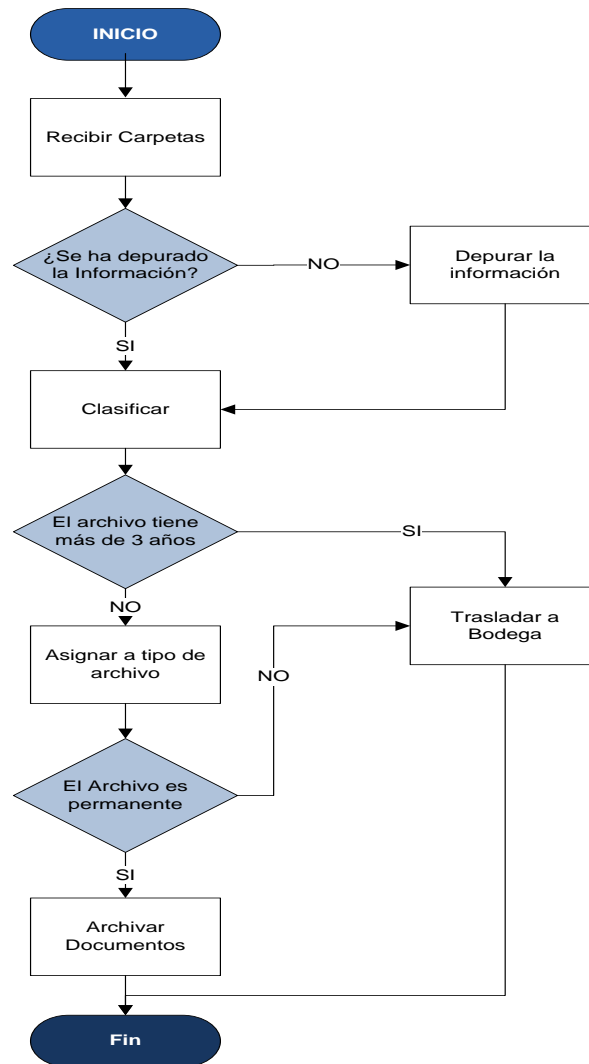 INICIO
Recibir Carpetas
¿Se ha depurado
la Información?
NO
Depurar la
información
SI
Clasificar
El archivo tiene
más de 3 años
SI
NO
Trasladar a
Bodega
Asignar a tipo de
archivo
NO
El Archivo es
permanente
SI
Archivar
Documentos
Fin